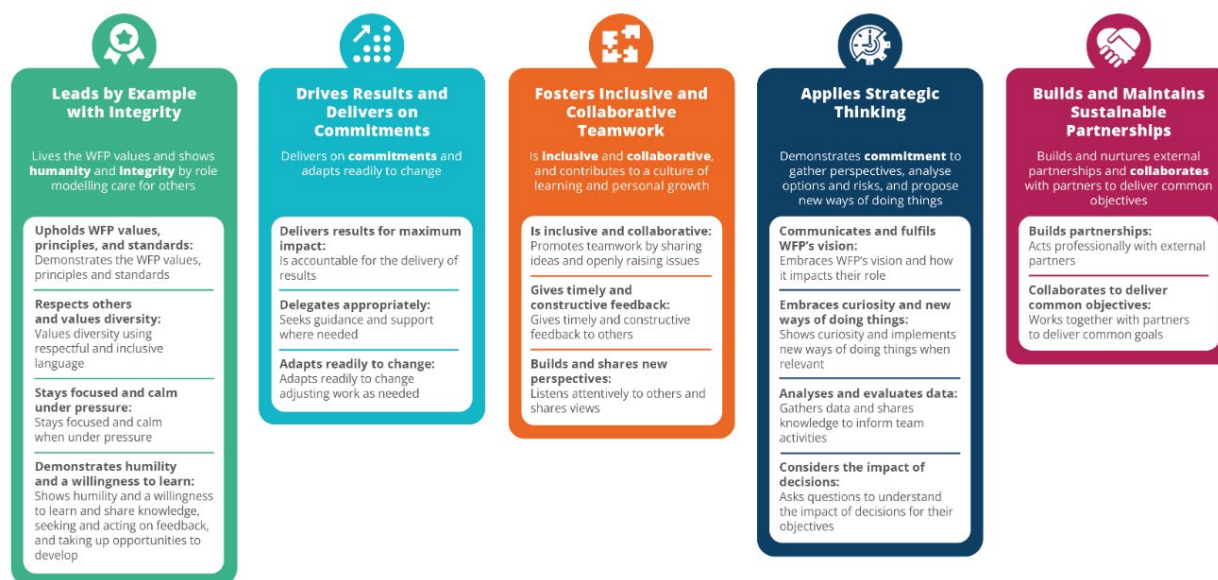 Leads by Example
with Integrity
Lives the WFP values and shows
humanity and integrity by role
modelling care for others
Upholds WFP values,
principles, and standards:
Demonstrates the WFP values,
principles and standards
Respects others
and values diversity:
Values diversity using
respectful and inclusive
language
Stays focused and calm
under pressure:
Stays focused and calm
when under pressure
Demonstrates humility
and a willingness to learn:
Shows humility and a willingness
to learn and share knowledge,
seeking and acting on feedback,
and taking up opportunities to
develop
Drives Results and
Delivers on
Commitments
Delivers on commitments and
adapts readily to change
Delivers results for maximum
impact:
Is accountable for the delivery of
results
Delegates appropriately:
Seeks guidance and support
where needed
Adapts readily to change:
Adapts readily to change
adjusting work as needed
Fosters Inclusive and
Collaborative
Teamwork
Is inclusive and collaborative,
and contributes to a culture of
learning and personal growth
Is inclusive and collaborative:
Promotes teamwork by sharing
ideas and openly raising issues
Gives timely and
constructive feedback:
Gives timely and constructive
feedback to others
Builds and shares new
perspectives:
Listens attentively to others and
shares views
Applies Strategic
Thinking
Demonstrates commitment to
gather perspectives, analyse
options and risks, and propose
new ways of doing things
Communicates and fulfils
WFP's vision:
Embraces WFP's vision and how
it impacts their role
Embraces curiosity and new
ways of doing things:
Shows curiosity and implements
new ways of doing things when
relevant
Analyses and evaluates data:
Gathers data and shares
knowledge to inform team
activities
Considers the impact of
decisions:
Asks questions to understand
the impact of decisions for their
objectives
Builds and Maintains
Sustainable
Partnerships
Builds and nurtures external
partnerships and collaborates
with partners to deliver common
objectives
Builds partnerships:
Acts professionally with external
partners
Collaborates to deliver
common objectives:
Works together with partners
to deliver common goals